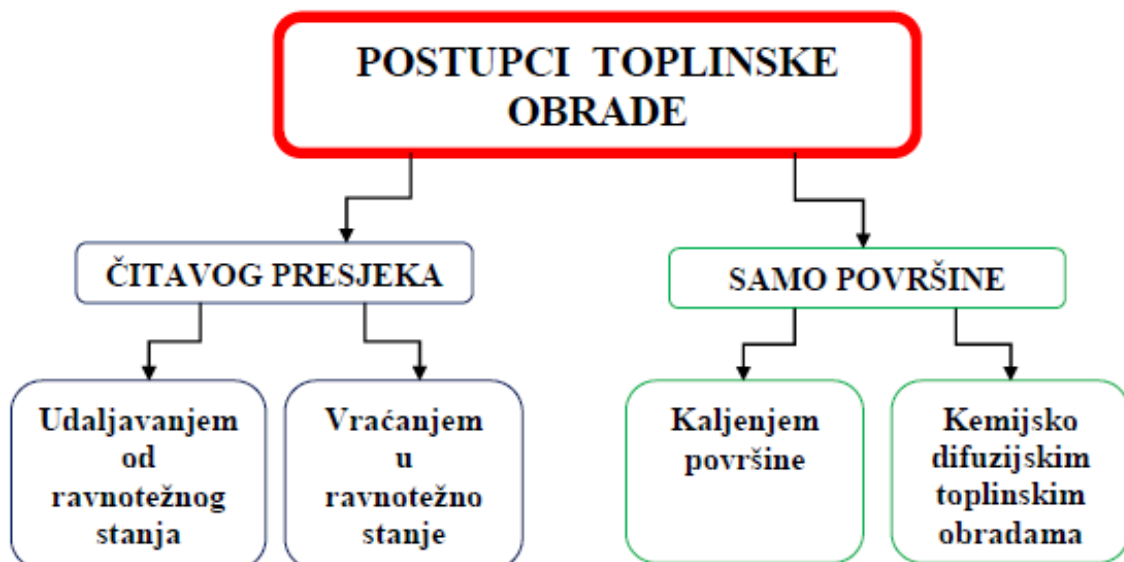 POSTUPCI TOPLINSKE
OBRADE
ČITAVOG PRESJEKA
SAMO POVRŠINE
Udaljavanjem
od
ravnotežnog
stanja
Vraćanjem
u
ravnotežno
stanje
Kaljenjem
površine
Kemijsko
difuzijskim
toplinskim
obradama